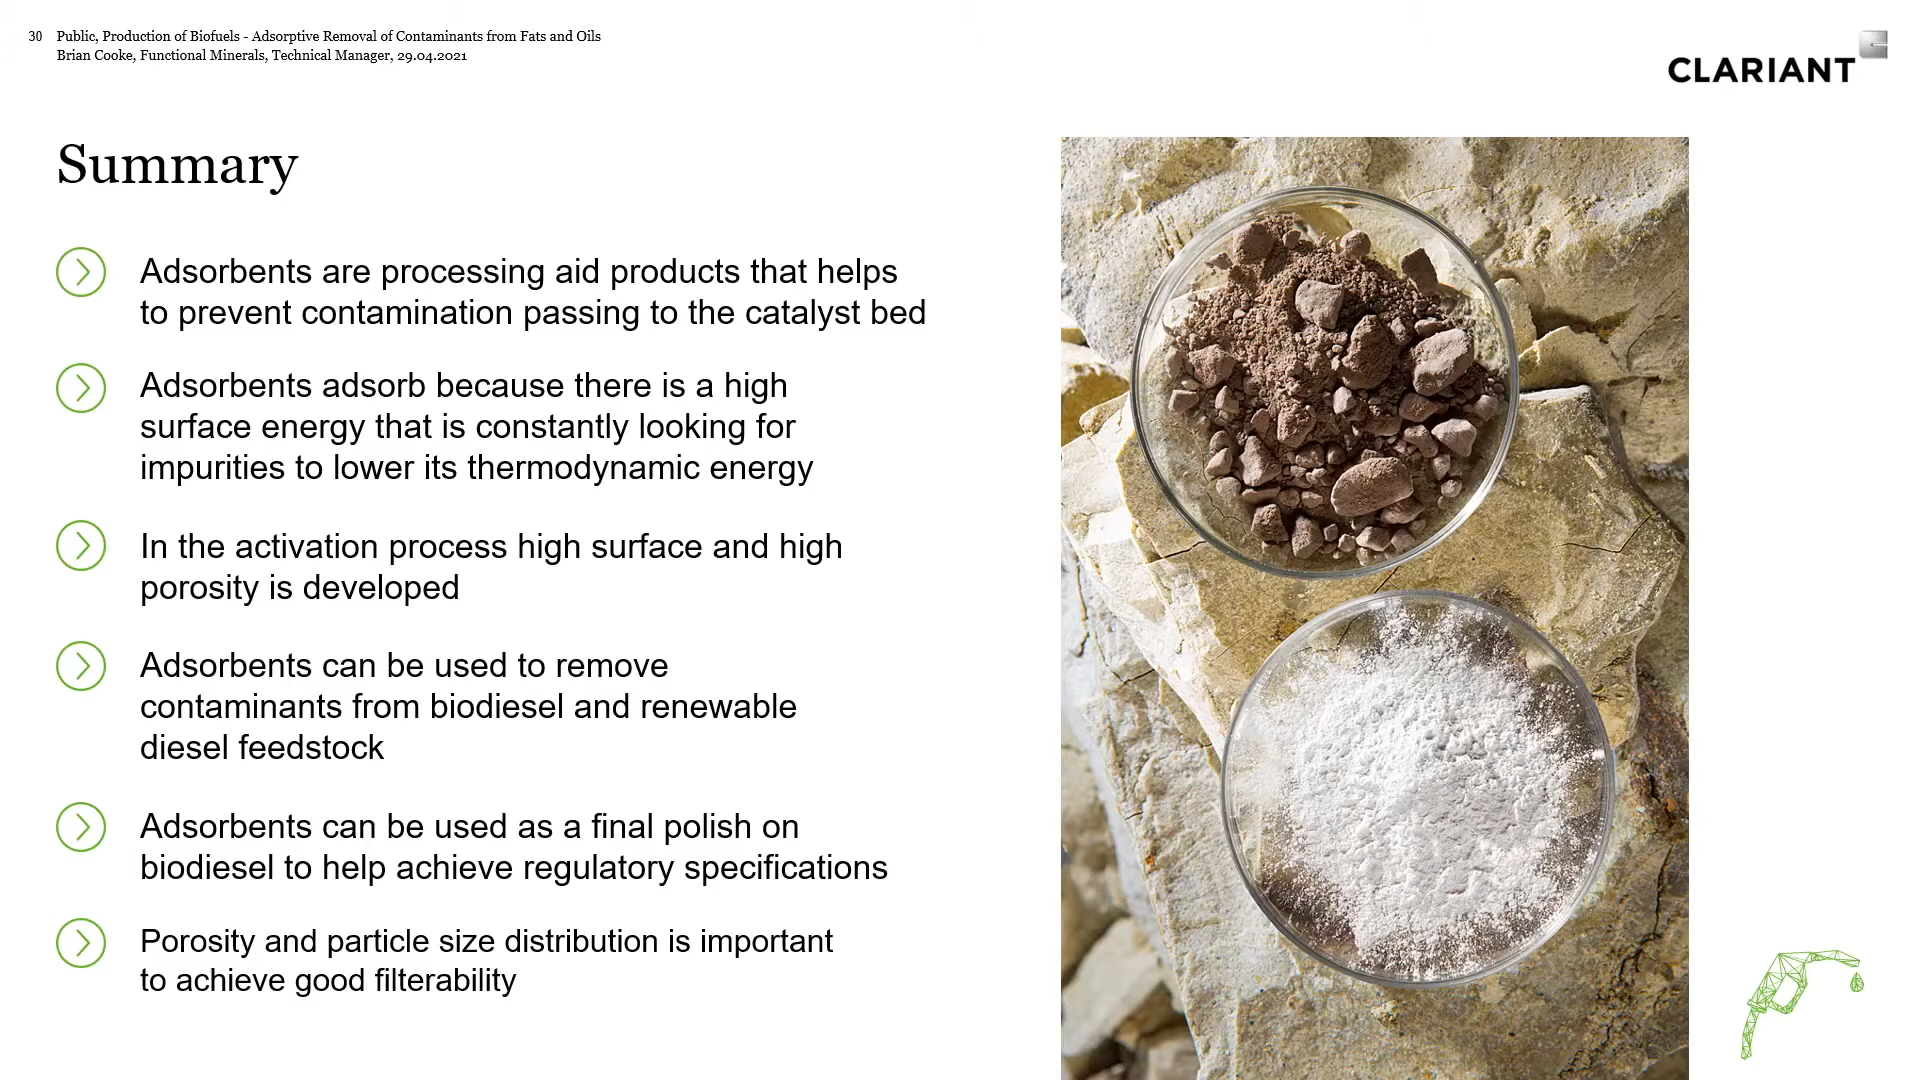 30 Public, Production of Biofuels - Adsorptive Removal of Contaminants from Fats and Oils
Brian Cooke, Functional Minerals, Technical Manager, 29.04.2021
CLARIANT
Summary
Adsorbents are processing aid products that helps
to prevent contamination passing to the catalyst bed
Adsorbents adsorb because there is a high
surface energy that is constantly looking for
impurities to lower its thermodynamic energy
In the activation process high surface and high
porosity is developed
Adsorbents can be used to remove
contaminants from biodiesel and renewable
diesel feedstock
Adsorbents can be used as a final polish on
biodiesel to help achieve regulatory specifications
Porosity and particle size distribution is important
to achieve good filterability